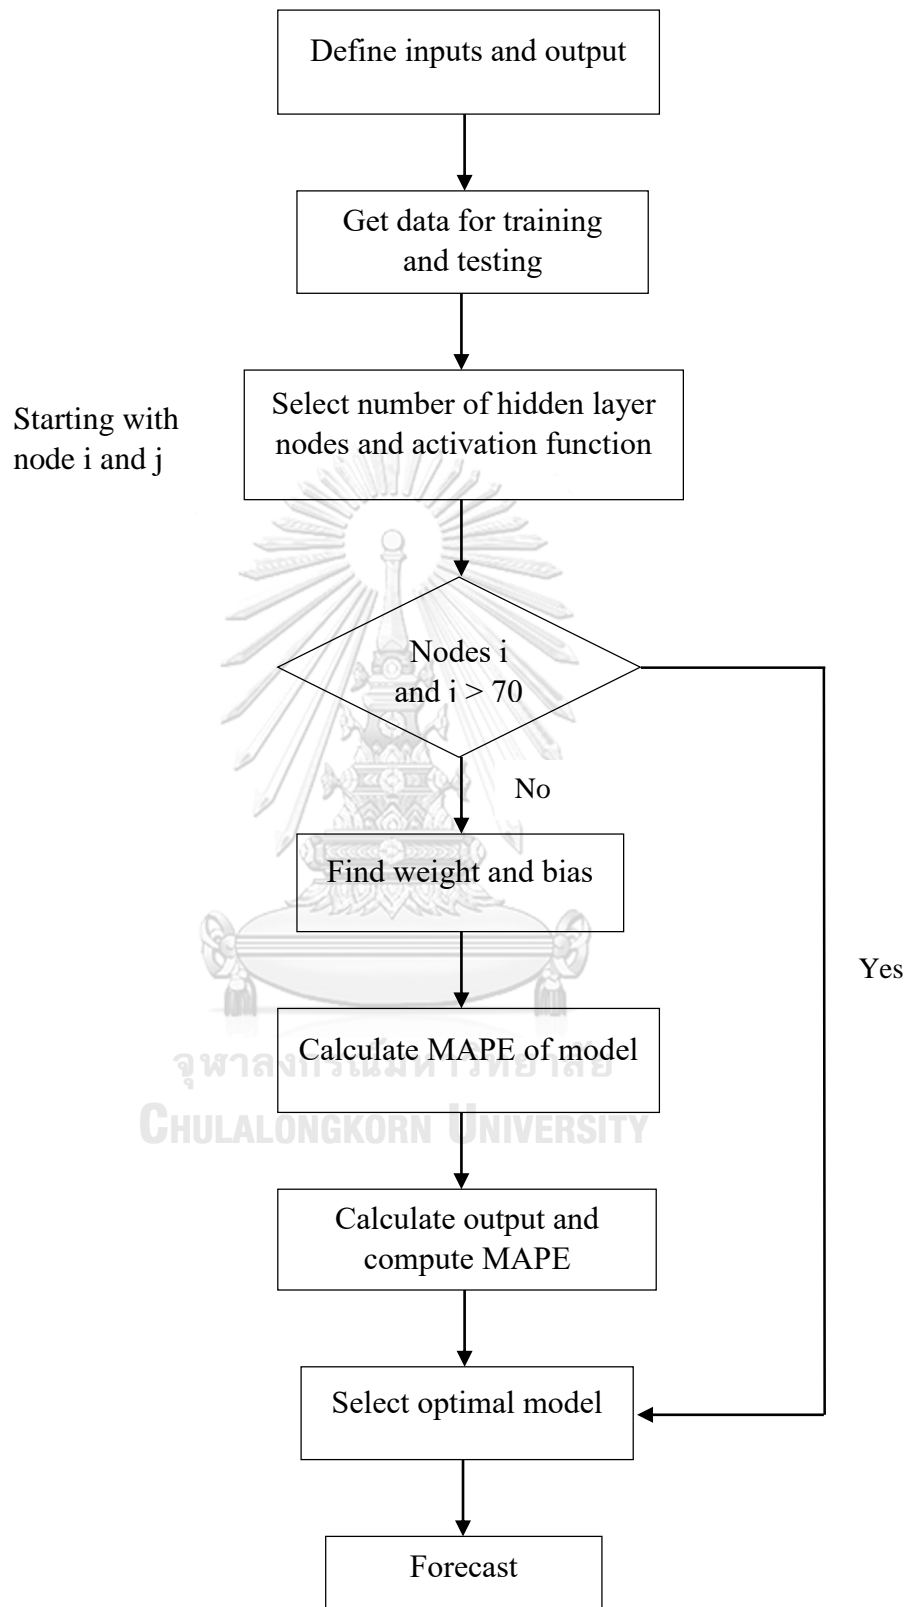 Define inputs and output
Get data for training
and testing
Starting with
node i and j
Select number of hidden layer
nodes and activation function
Nodes i
and i > 70
No
Find weight and bias
Yes
Calculate MAPE of model
จุฬาลงกรณ์มหาวิทยาลัย
CHULALONGKORN UNIVERSITY
Calculate output and
compute MAPE
Select optimal model
Forecast